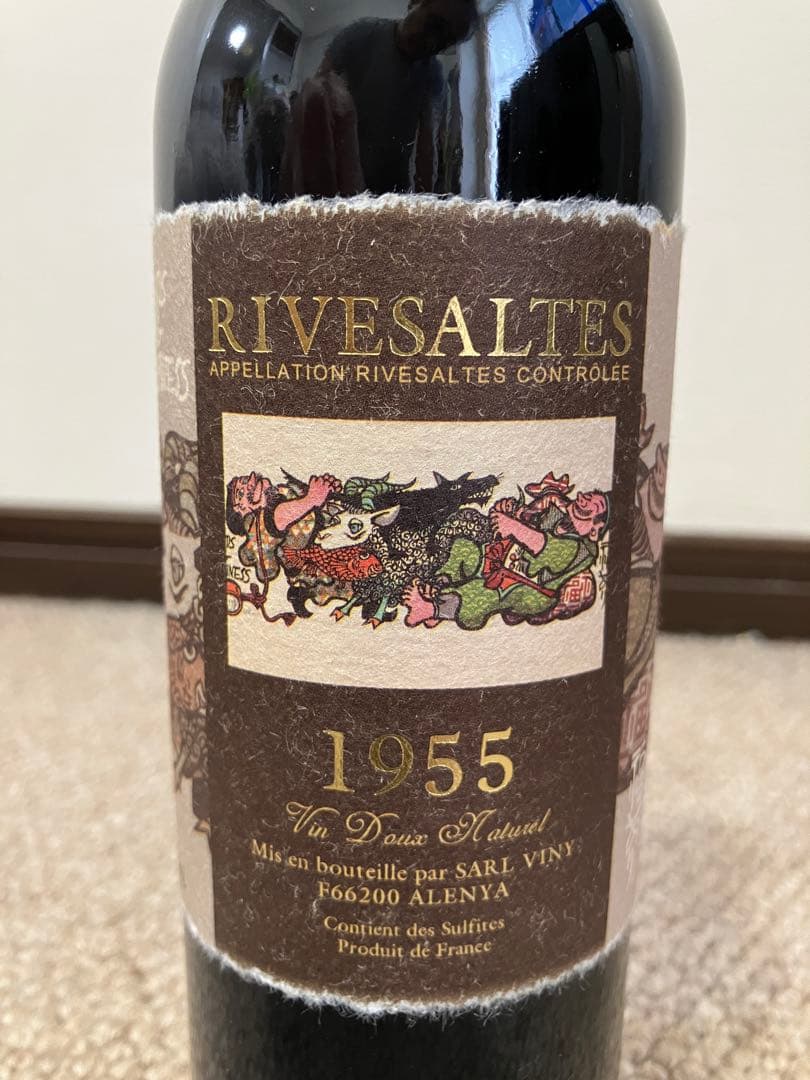 RIVESALTES
APPELLATION RIVESALTES CONTRÔLÉE
1955
Vin Doux Naturel
Mis en bouteille par SARL VINY
F66200 ALENYA
Contient des Sulfites
Produit de France